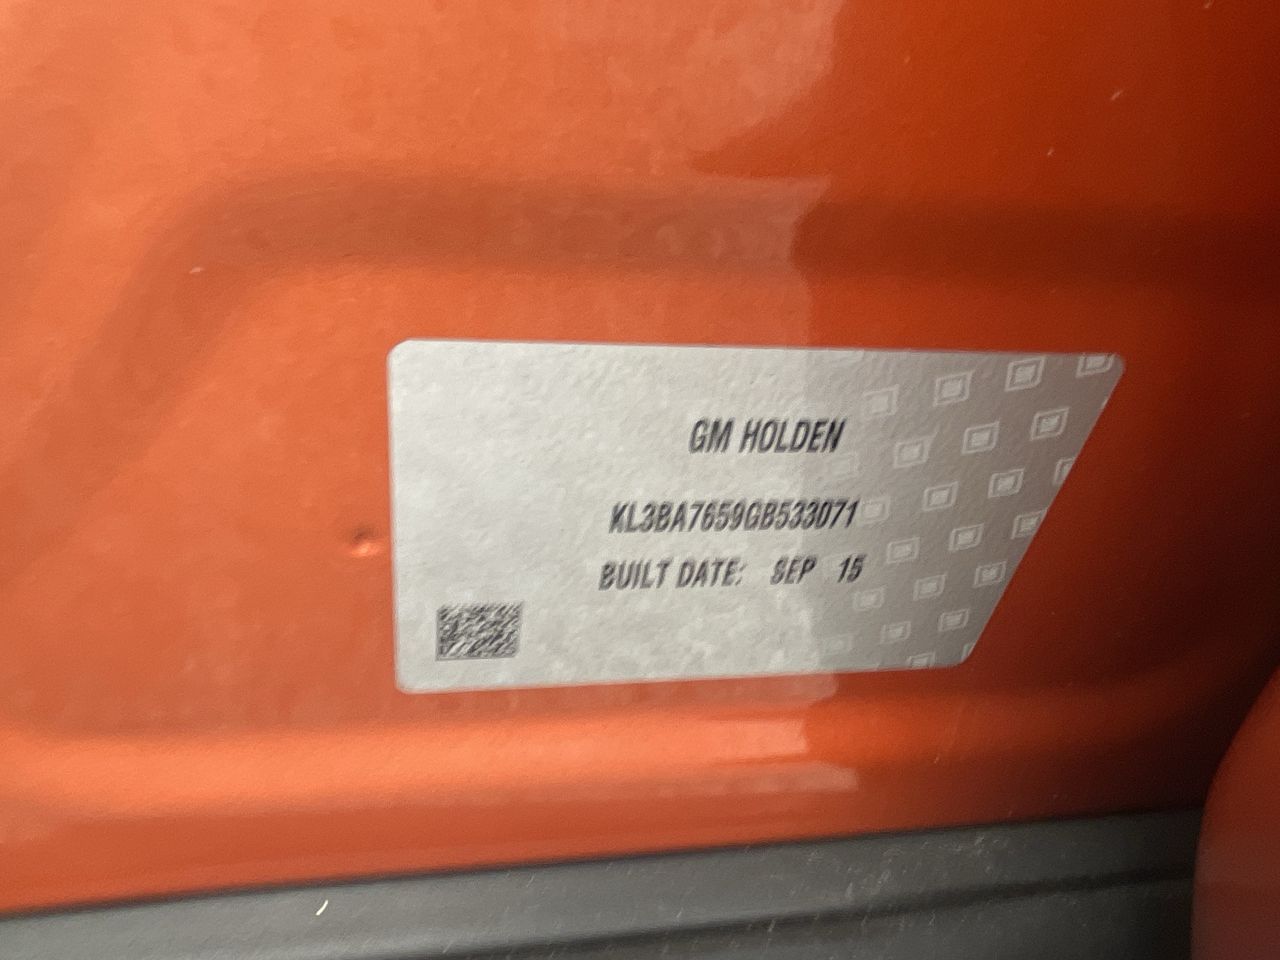 GM HOLDEN
KL3BA7659GB533071
BUILT DATE: SEP 15